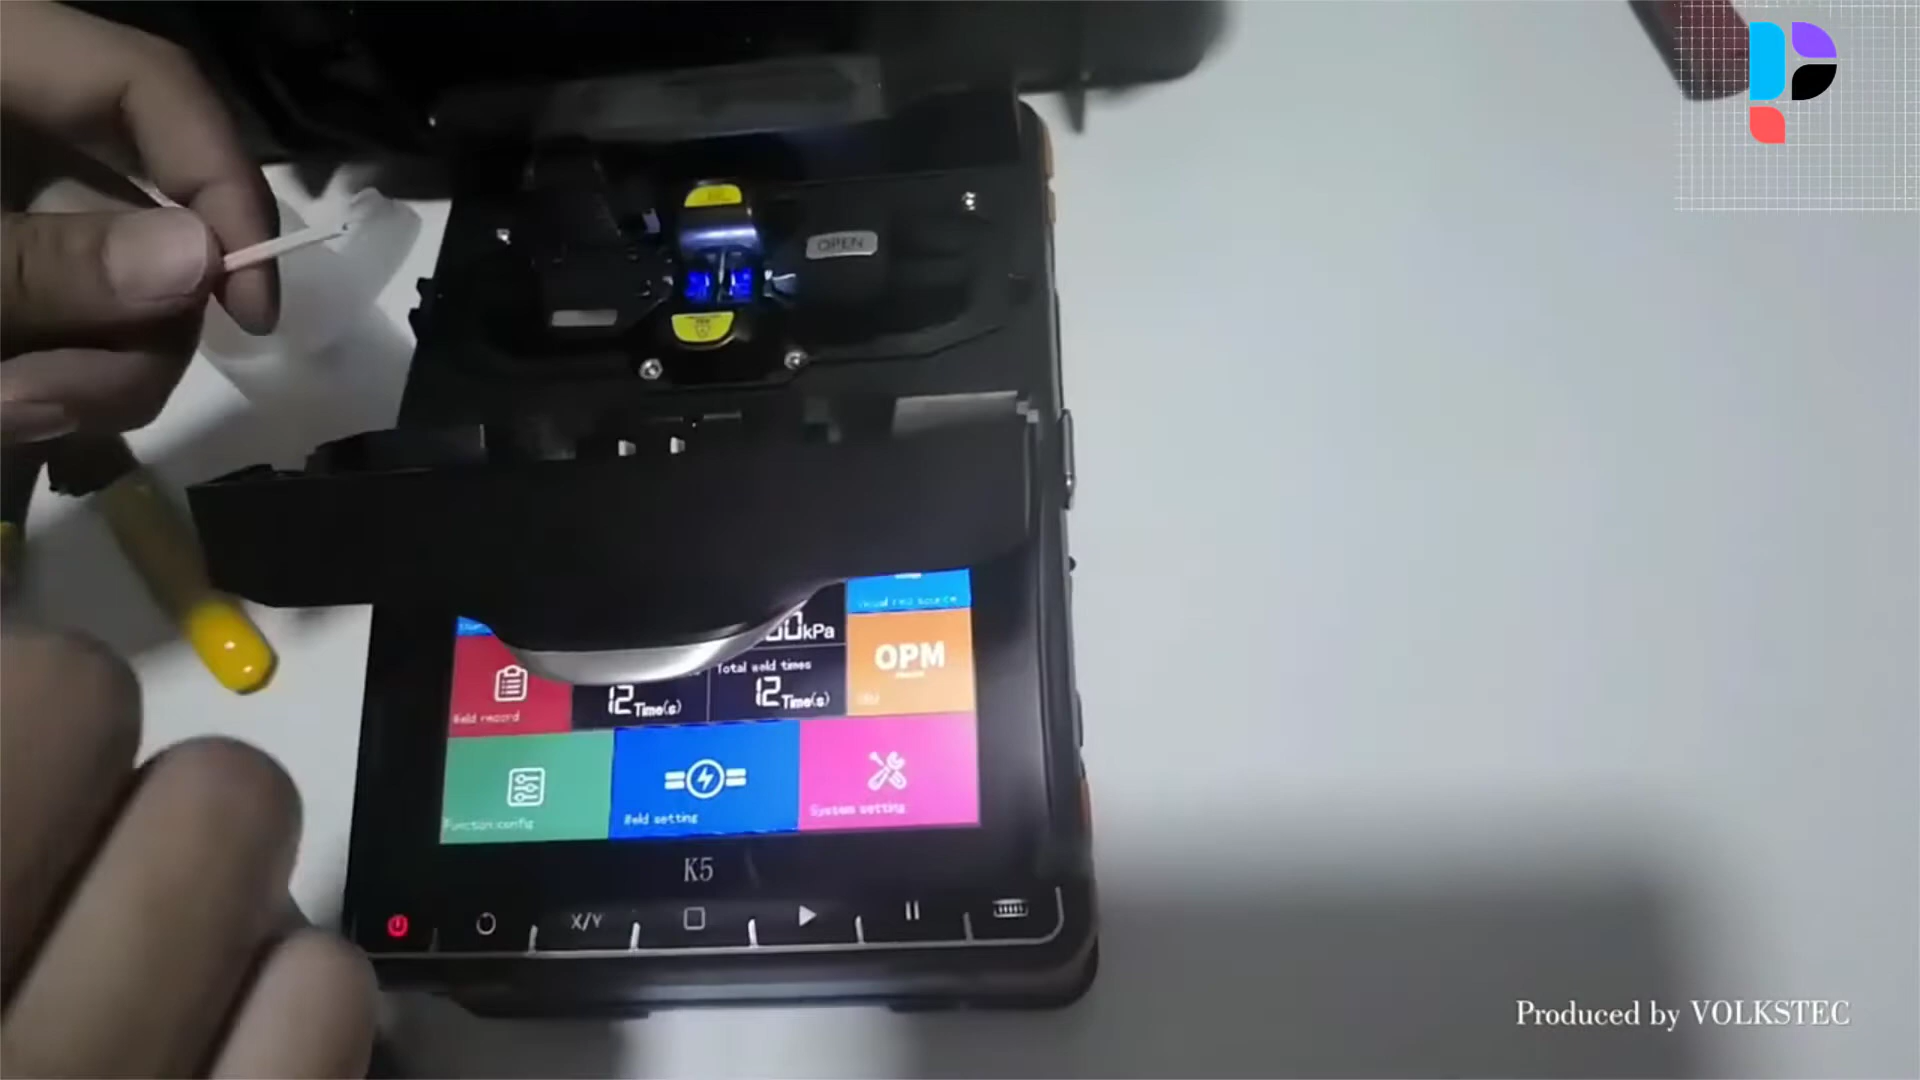 OPEN
kPa
OPM
Total weld times
12 Time(s)
12 Time(s)
Weld record
Function config
Weld setting
System setting
K5
X/Y
Produced by VOLKSTEC